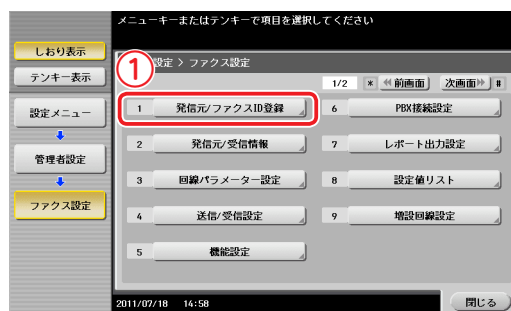 メニューキーまたはテンキーで項目を選択してください
しおり表示
テンキー表示
設定メニュー
管理者設定
ファクス設定
1
設定 > ファクス設定
1/2 * 前画面 次画面 #
1 発信元/ファクスID登録
6 PBX接続設定
2 発信元/受信情報
7 レポート出力設定
3 回線パラメーター設定
8 設定値リスト
4 送信/受信設定
9 増設回線設定
5 機能設定
2011/07/18 14:58
閉じる